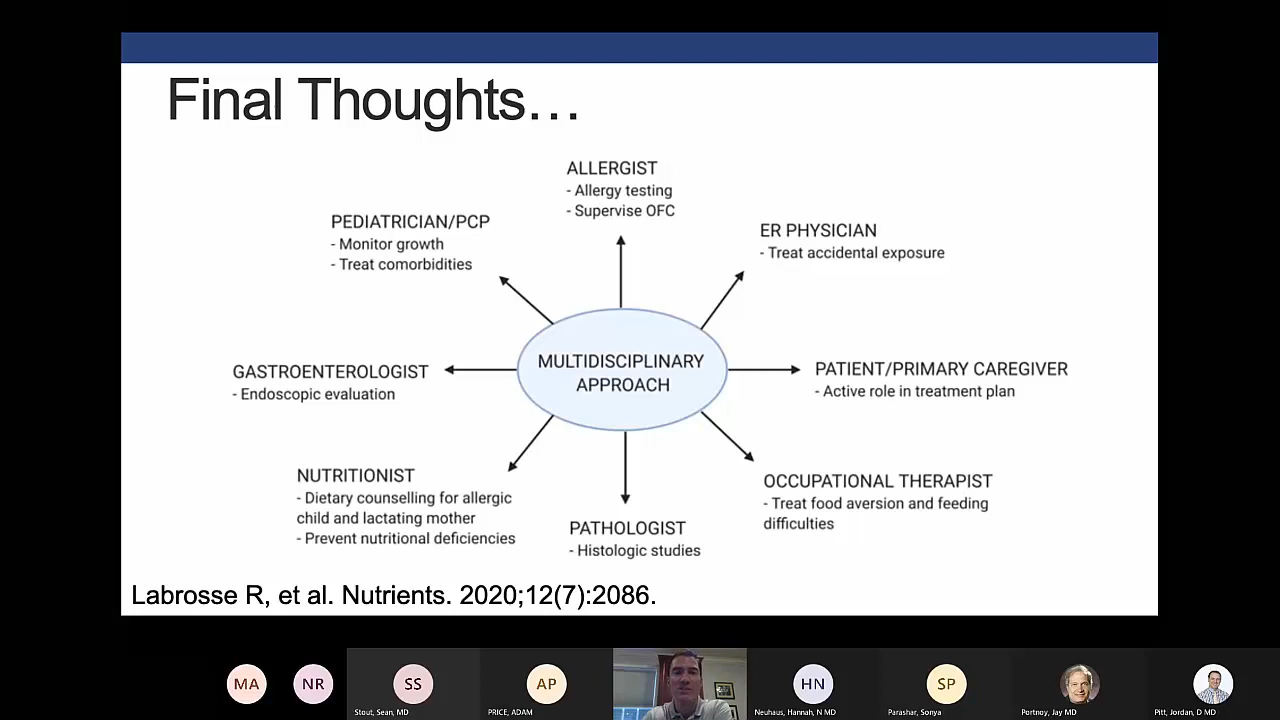 Final Thoughts…
ALLERGIST
- Allergy testing
- Supervise OFC
PEDIATRICIAN/PCP
- Monitor growth
- Treat comorbidities
ER PHYSICIAN
- Treat accidental exposure
GASTROENTEROLOGIST
- Endoscopic evaluation
MULTIDISCIPLINARY
APPROACH
PATIENT/PRIMARY CAREGIVER
- Active role in treatment plan
NUTRITIONIST
- Dietary counselling for allergic
child and lactating mother
- Prevent nutritional deficiencies
PATHOLOGIST
- Histologic studies
OCCUPATIONAL THERAPIST
- Treat food aversion and feeding
difficulties
Labrosse R, et al. Nutrients. 2020;12(7):2086.
MA
NR
SS
Stout, Sean, MD
AP
PRICE, ADAM
HN
Neuhaus, Hannah, N MD
SP
Parashar, Sonya
Portnoy, Jay MD
Pitt, Jordan, D MD